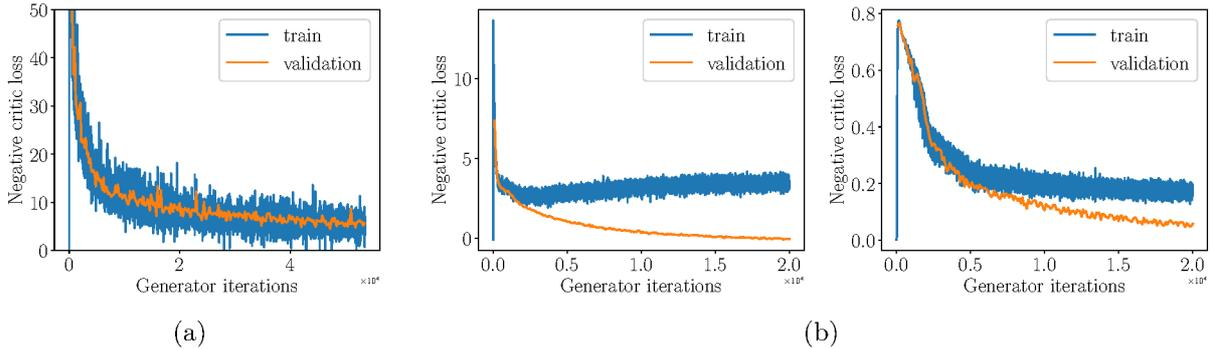 50
40
30
20
10
0
Negative critic loss
train
validation
0 2 4
×10⁴
Generator iterations
(a)
10
5
0
Negative critic loss
train
validation
0.0 0.5 1.0 1.5 2.0
×10⁴
Generator iterations
0.8
0.6
0.4
0.2
0.0
Negative critic loss
train
validation
0.0 0.5 1.0 1.5 2.0
×10⁴
Generator iterations
(b)